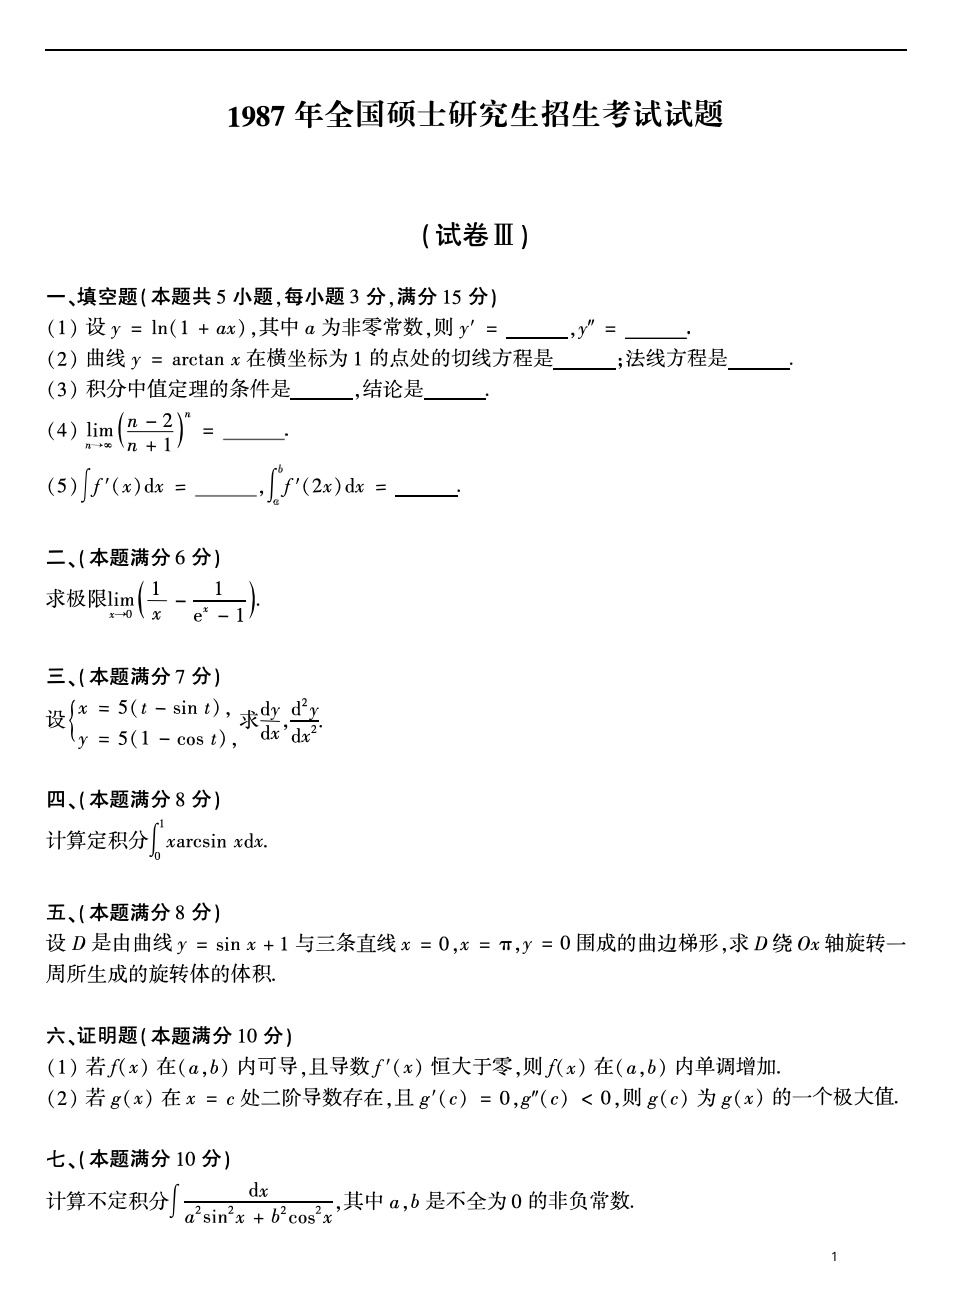 1987 年全国硕士研究生招生考试试题
(试卷Ⅲ)
一、填空题(本题共 5 小题,每小题 3 分,满分 15 分)
(1) 设 y = ln(1 + ax),其中 a 为非零常数,则 y′ = ______,y″ = ______.
(2) 曲线 y = arctan x 在横坐标为 1 的点处的切线方程是______;法线方程是______.
(3) 积分中值定理的条件是______,结论是______.
(4) lim_{n→∞}((n − 2)/(n + 1))^n = ______.
(5) ∫f′(x)dx = ______,∫_a^b f′(2x)dx = ______.
二、(本题满分 6 分)
求极限lim_{x→0}(1/x − 1/(e^x − 1)).
三、(本题满分 7 分)
设{x = 5(t − sin t), y = 5(1 − cos t), 求dy/dx,d²y/dx².
四、(本题满分 8 分)
计算定积分∫_0^1 xarcsin xdx.
五、(本题满分 8 分)
设 D 是由曲线 y = sin x + 1 与三条直线 x = 0,x = π,y = 0 围成的曲边梯形,求 D 绕 Ox 轴旋转一
周所生成的旋转体的体积.
六、证明题(本题满分 10 分)
(1) 若 f(x) 在(a,b) 内可导,且导数 f′(x) 恒大于零,则 f(x) 在(a,b) 内单调增加.
(2) 若 g(x) 在 x = c 处二阶导数存在,且 g′(c) = 0,g″(c) < 0,则 g(c) 为 g(x) 的一个极大值.
七、(本题满分 10 分)
计算不定积分∫dx/(a²sin²x + b²cos²x),其中 a,b 是不全为 0 的非负常数.
1